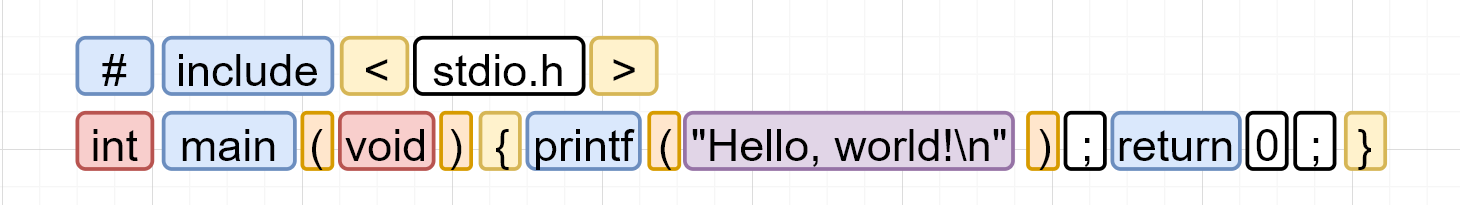 # include < stdio.h >
int main ( void ) { printf ( "Hello, world!\n" ) ; return 0 ; }